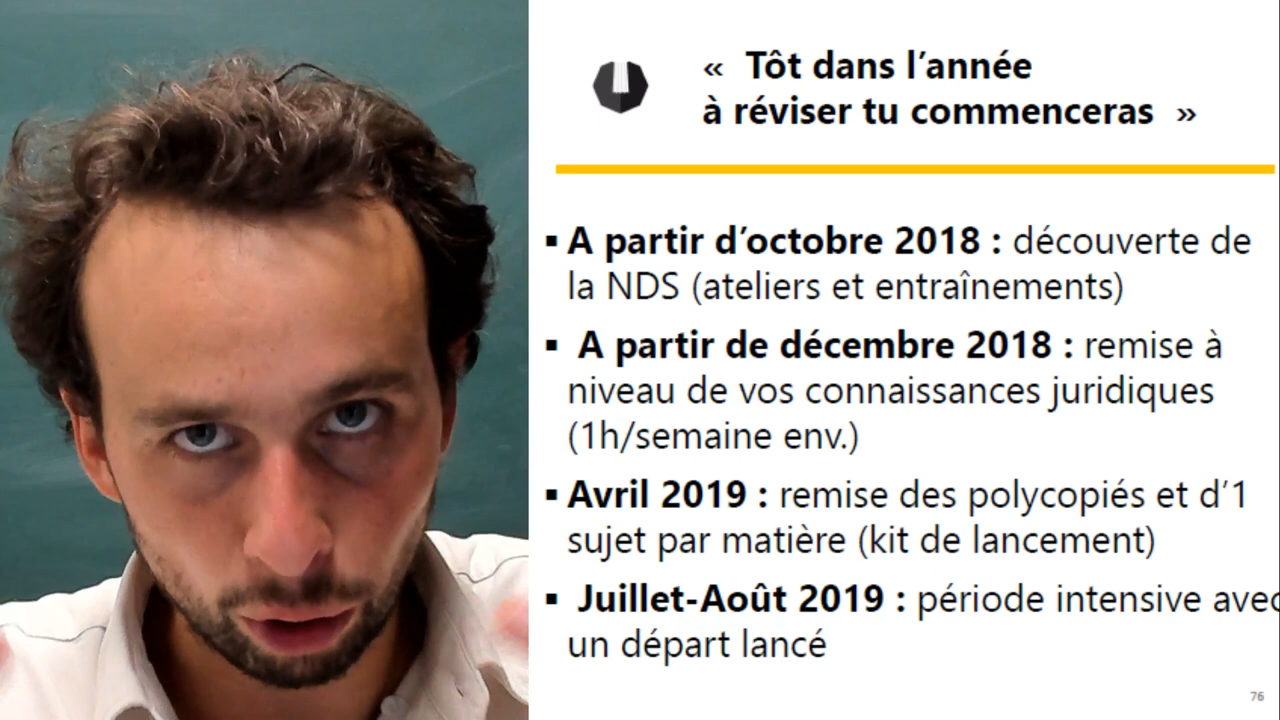 « Tôt dans l’année
à réviser tu commenceras »
▪ A partir d’octobre 2018 : découverte de
la NDS (ateliers et entraînements)
▪ A partir de décembre 2018 : remise à
niveau de vos connaissances juridiques
(1h/semaine env.)
▪ Avril 2019 : remise des polycopiés et d’1
sujet par matière (kit de lancement)
▪ Juillet-Août 2019 : période intensive avec
un départ lancé
76